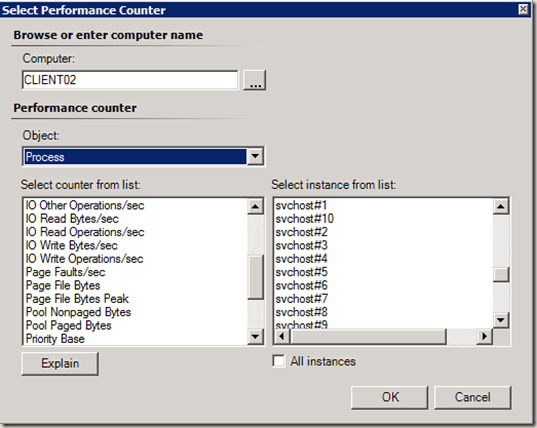 Select Performance Counter
Browse or enter computer name
Computer:
CLIENT02
...
Performance counter
Object:
Process
Select counter from list:
IO Other Operations/sec
IO Read Bytes/sec
IO Read Operations/sec
IO Write Bytes/sec
IO Write Operations/sec
Page Faults/sec
Page File Bytes
Page File Bytes Peak
Pool Nonpaged Bytes
Pool Paged Bytes
Priority Base
Select instance from list:
svchost#1
svchost#10
svchost#2
svchost#3
svchost#4
svchost#5
svchost#6
svchost#7
svchost#8
svchost#9
Explain
All instances
OK
Cancel